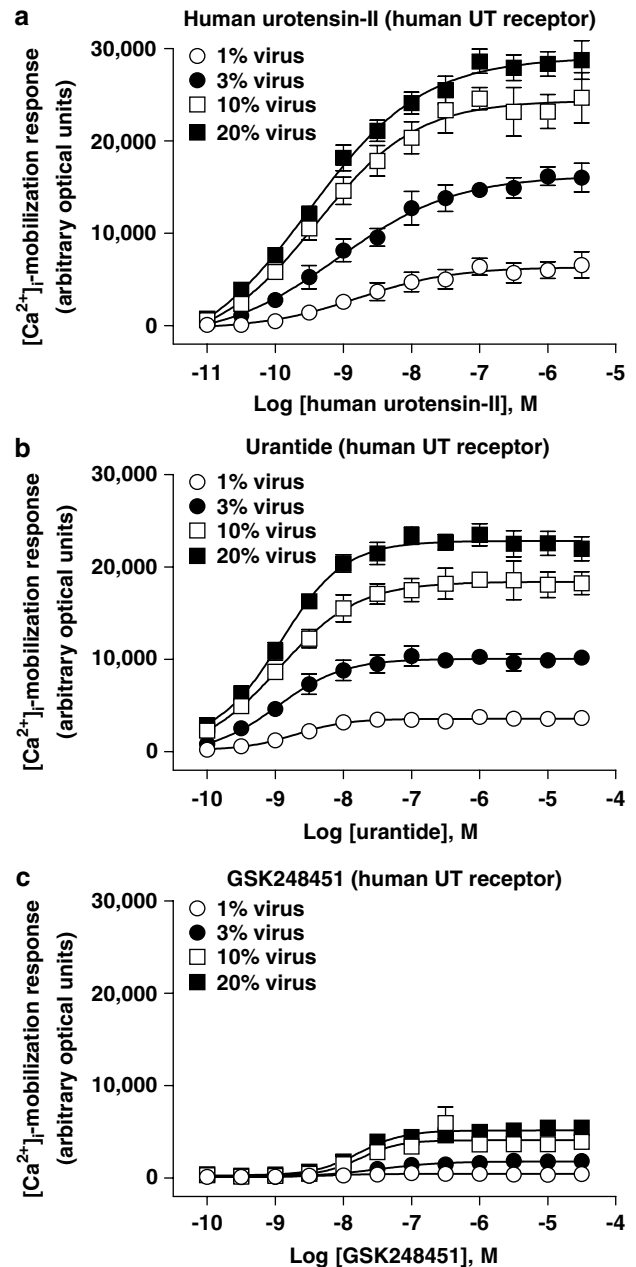 a
Human urotensin-II (human UT receptor)
[Ca²⁺]ᵢ-mobilization response
(arbitrary optical units)
30,000
20,000
10,000
0
1% virus
3% virus
10% virus
20% virus
-11 -10 -9 -8 -7 -6 -5
Log [human urotensin-II], M
b
Urantide (human UT receptor)
[Ca²⁺]ᵢ-mobilization response
(arbitrary optical units)
30,000
20,000
10,000
0
1% virus
3% virus
10% virus
20% virus
-10 -9 -8 -7 -6 -5 -4
Log [urantide], M
c
GSK248451 (human UT receptor)
[Ca²⁺]ᵢ-mobilization response
(arbitrary optical units)
30,000
20,000
10,000
0
1% virus
3% virus
10% virus
20% virus
-10 -9 -8 -7 -6 -5 -4
Log [GSK248451], M